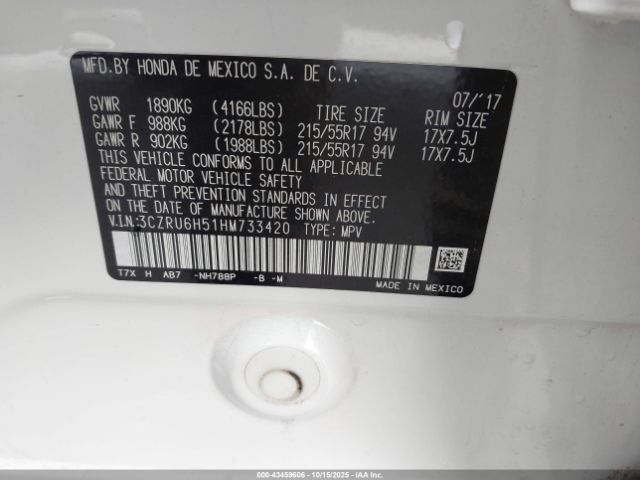 MFD.BY HONDA DE MEXICO S.A. DE C.V.
07/'17
GVWR 1890KG (4166LBS) TIRE SIZE RIM SIZE
GAWR F 988KG (2178LBS) 215/55R17 94V 17X7.5J
GAWR R 902KG (1988LBS) 215/55R17 94V 17X7.5J
THIS VEHICLE CONFORMS TO ALL APPLICABLE
FEDERAL MOTOR VEHICLE SAFETY
AND THEFT PREVENTION STANDARDS IN EFFECT
ON THE DATE OF MANUFACTURE SHOWN ABOVE.
V.I.N:3CZRU6H51HM733420 TYPE: MPV
T7X H AB7 -NH788P -B -M
MADE IN MEXICO
000-43459606 - 10/15/2025 - © Copyright 2025 IAA, LLC